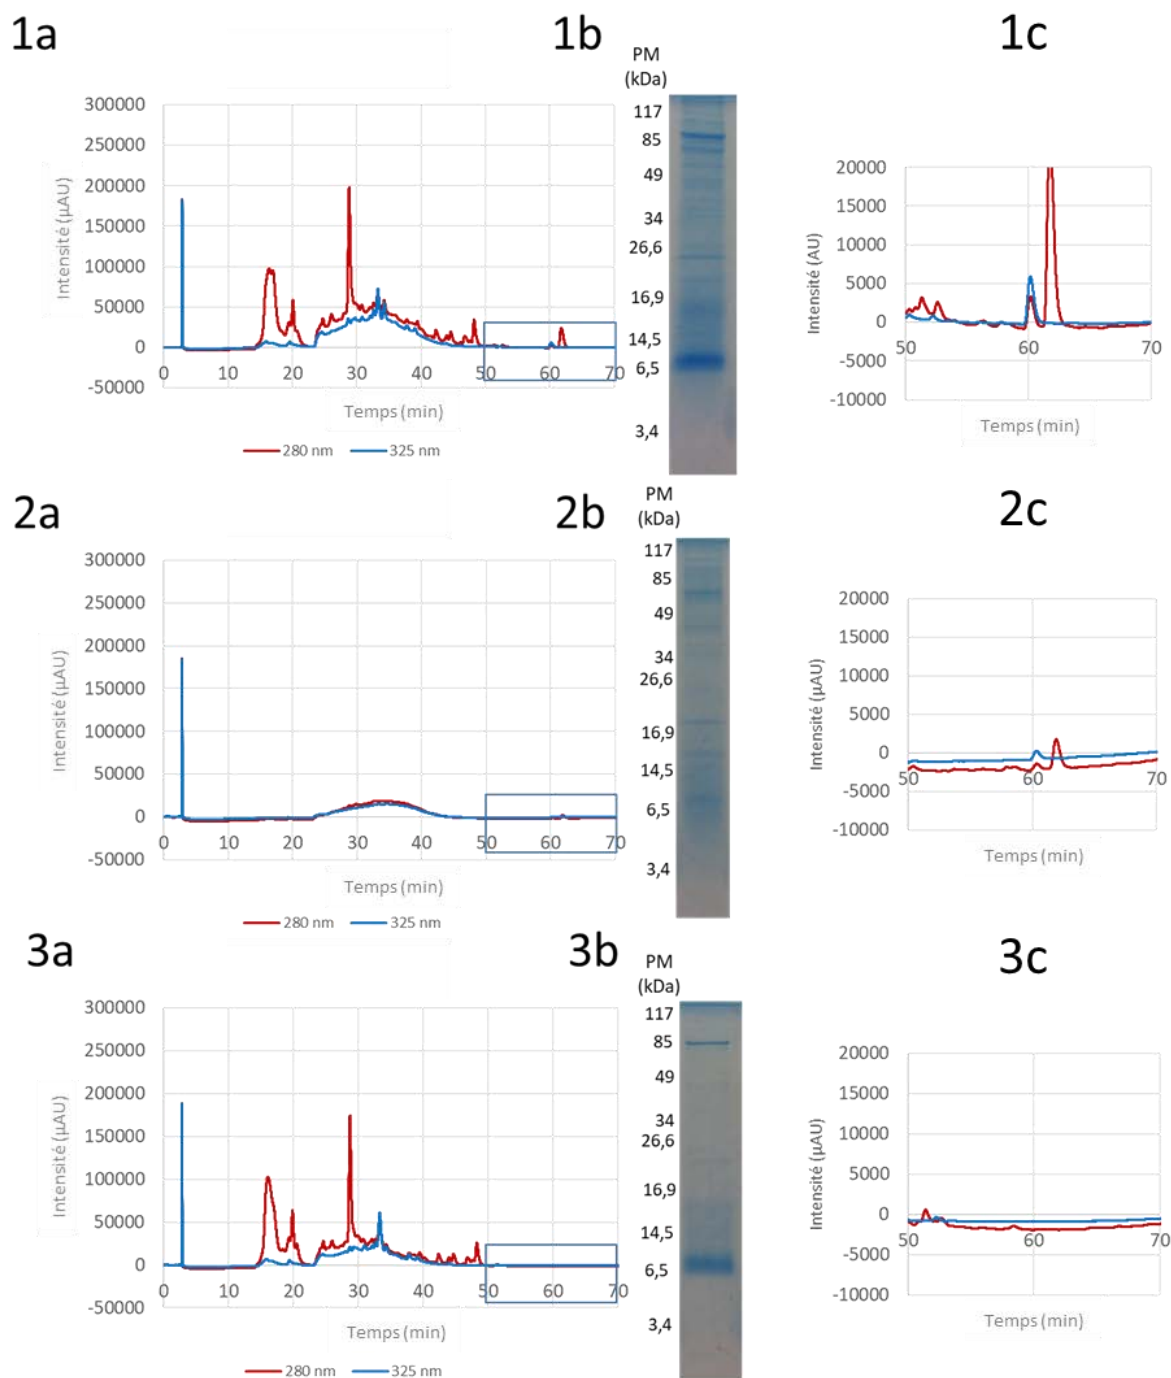 1a
1b
1c
PM
(kDa)
300000
250000
200000
150000
100000
50000
0
-50000
Intensité (µAU)
0 10 20 30 40 50 60 70
Temps (min)
280 nm 325 nm
117
85
49
34
26,6
16,9
14,5
6,5
3,4
20000
15000
10000
5000
0
-5000
-10000
Intensité (AU)
50 60 70
Temps (min)
2a
2b
2c
PM
(kDa)
300000
250000
200000
150000
100000
50000
0
-50000
Intensité (µAU)
0 10 20 30 40 50 60 70
Temps (min)
280 nm 325 nm
117
85
49
34
26,6
16,9
14,5
6,5
3,4
20000
15000
10000
5000
0
-5000
-10000
Intensité (µAU)
50 60 70
Temps (min)
3a
3b
3c
PM
(kDa)
300000
250000
200000
150000
100000
50000
0
-50000
Intensité (µAU)
0 10 20 30 40 50 60 70
Temps (min)
280 nm 325 nm
117
85
49
34
26,6
16,9
14,5
6,5
3,4
20000
15000
10000
5000
0
-5000
-10000
Intensité (µAU)
50 60 70
Temps (min)